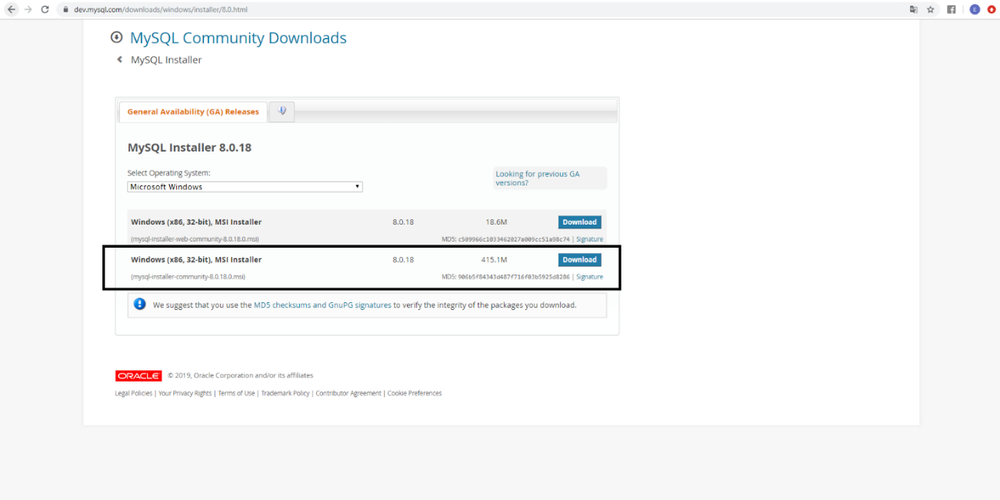 dev.mysql.com/downloads/windows/installer/8.0.html
MySQL Community Downloads
MySQL Installer
General Availability (GA) Releases
MySQL Installer 8.0.18
Select Operating System:
Looking for previous GA versions?
Microsoft Windows
Windows (x86, 32-bit), MSI Installer 8.0.18 18.6M Download
(mysql-installer-web-community-8.0.18.0.msi) MD5: c509966c1033462027a009cc51a98c74 | Signature
Windows (x86, 32-bit), MSI Installer 8.0.18 415.1M Download
(mysql-installer-community-8.0.18.0.msi) MD5: 906b5f84343d487f716f03b5925d8286 | Signature
We suggest that you use the MD5 checksums and GnuPG signatures to verify the integrity of the packages you download.
ORACLE © 2019, Oracle Corporation and/or its affiliates
Legal Policies | Your Privacy Rights | Terms of Use | Trademark Policy | Contributor Agreement | Cookie Preferences